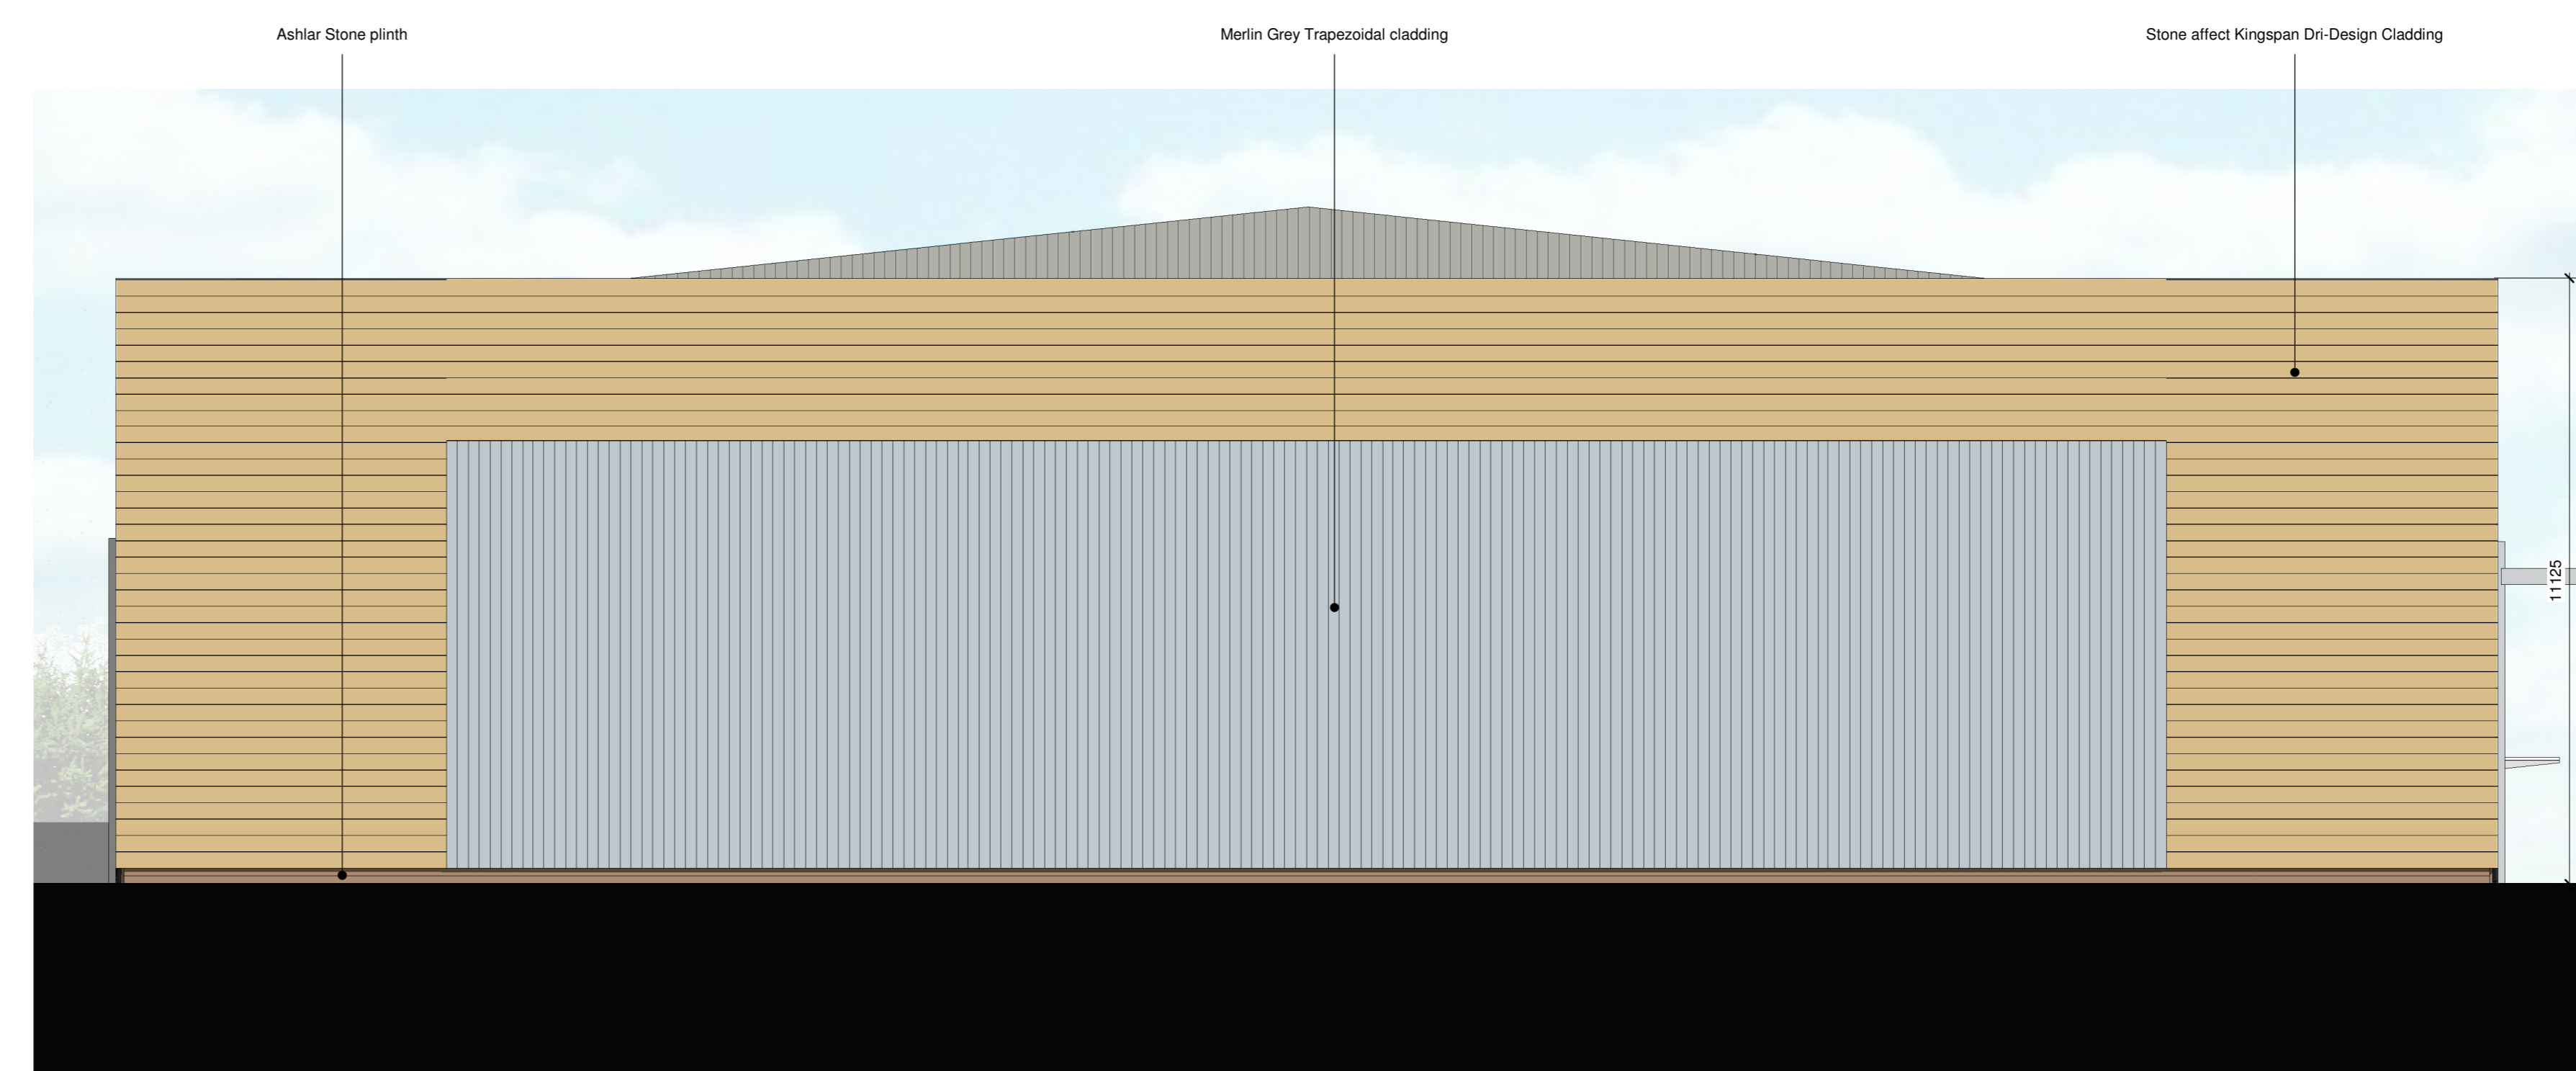 Ashlar Stone plinth
Merlin Grey Trapezoidal cladding
Stone affect Kingspan Dri-Design Cladding
11125